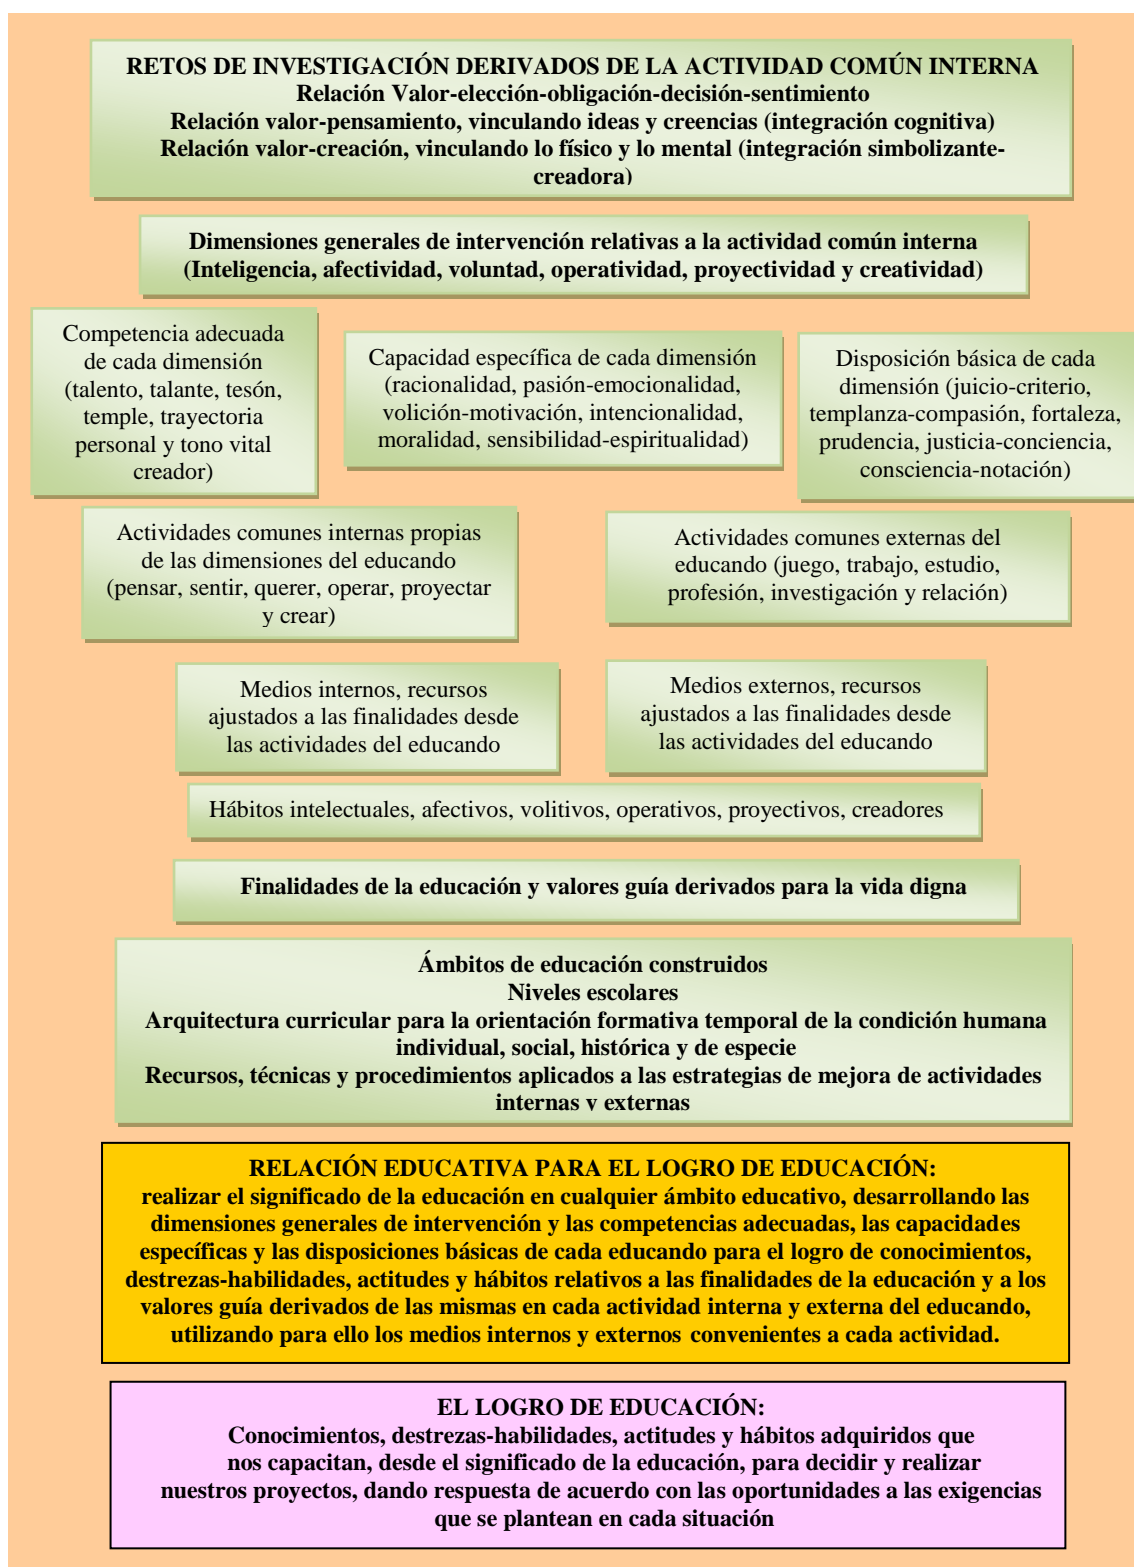 RETOS DE INVESTIGACIÓN DERIVADOS DE LA ACTIVIDAD COMÚN INTERNA
Relación Valor-elección-obligación-decisión-sentimiento
Relación valor-pensamiento, vinculando ideas y creencias (integración cognitiva)
Relación valor-creación, vinculando lo físico y lo mental (integración simbolizante-
creadora)
Dimensiones generales de intervención relativas a la actividad común interna
(Inteligencia, afectividad, voluntad, operatividad, proyectividad y creatividad)
Competencia adecuada
de cada dimensión
(talento, talante, tesón,
temple, trayectoria
personal y tono vital
creador)
Capacidad específica de cada dimensión
(racionalidad, pasión-emocionalidad,
volición-motivación, intencionalidad,
moralidad, sensibilidad-espiritualidad)
Disposición básica de cada
dimensión (juicio-criterio,
templanza-compasión, fortaleza,
prudencia, justicia-conciencia,
consciencia-notación)
Actividades comunes internas propias
de las dimensiones del educando
(pensar, sentir, querer, operar, proyectar
y crear)
Actividades comunes externas del
educando (juego, trabajo, estudio,
profesión, investigación y relación)
Medios internos, recursos
ajustados a las finalidades desde
las actividades del educando
Medios externos, recursos
ajustados a las finalidades desde
las actividades del educando
Hábitos intelectuales, afectivos, volitivos, operativos, proyectivos, creadores
Finalidades de la educación y valores guía derivados para la vida digna
Ámbitos de educación construidos
Niveles escolares
Arquitectura curricular para la orientación formativa temporal de la condición humana
individual, social, histórica y de especie
Recursos, técnicas y procedimientos aplicados a las estrategias de mejora de actividades
internas y externas
RELACIÓN EDUCATIVA PARA EL LOGRO DE EDUCACIÓN:
realizar el significado de la educación en cualquier ámbito educativo, desarrollando las
dimensiones generales de intervención y las competencias adecuadas, las capacidades
específicas y las disposiciones básicas de cada educando para el logro de conocimientos,
destrezas-habilidades, actitudes y hábitos relativos a las finalidades de la educación y a los
valores guía derivados de las mismas en cada actividad interna y externa del educando,
utilizando para ello los medios internos y externos convenientes a cada actividad.
EL LOGRO DE EDUCACIÓN:
Conocimientos, destrezas-habilidades, actitudes y hábitos adquiridos que
nos capacitan, desde el significado de la educación, para decidir y realizar
nuestros proyectos, dando respuesta de acuerdo con las oportunidades a las exigencias
que se plantean en cada situación